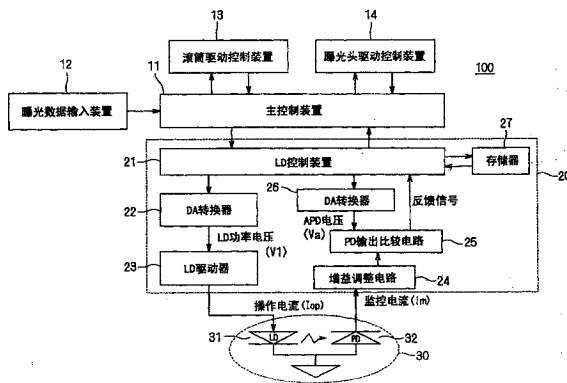 13
14
滚筒驱动控制装置
曝光头驱动控制装置
12
11
100
曝光数据输入装置
主控制装置
27
21
LD控制装置
存储器
20
26
22
DA转换器
DA转换器
反馈信号
APD电压
(Va)
LD功率电压
(V1)
PD输出比较电路
25
23
LD驱动器
增益调整电路
24
操作电流(Iop)
监控电流(Im)
31
LD
PD
32
30